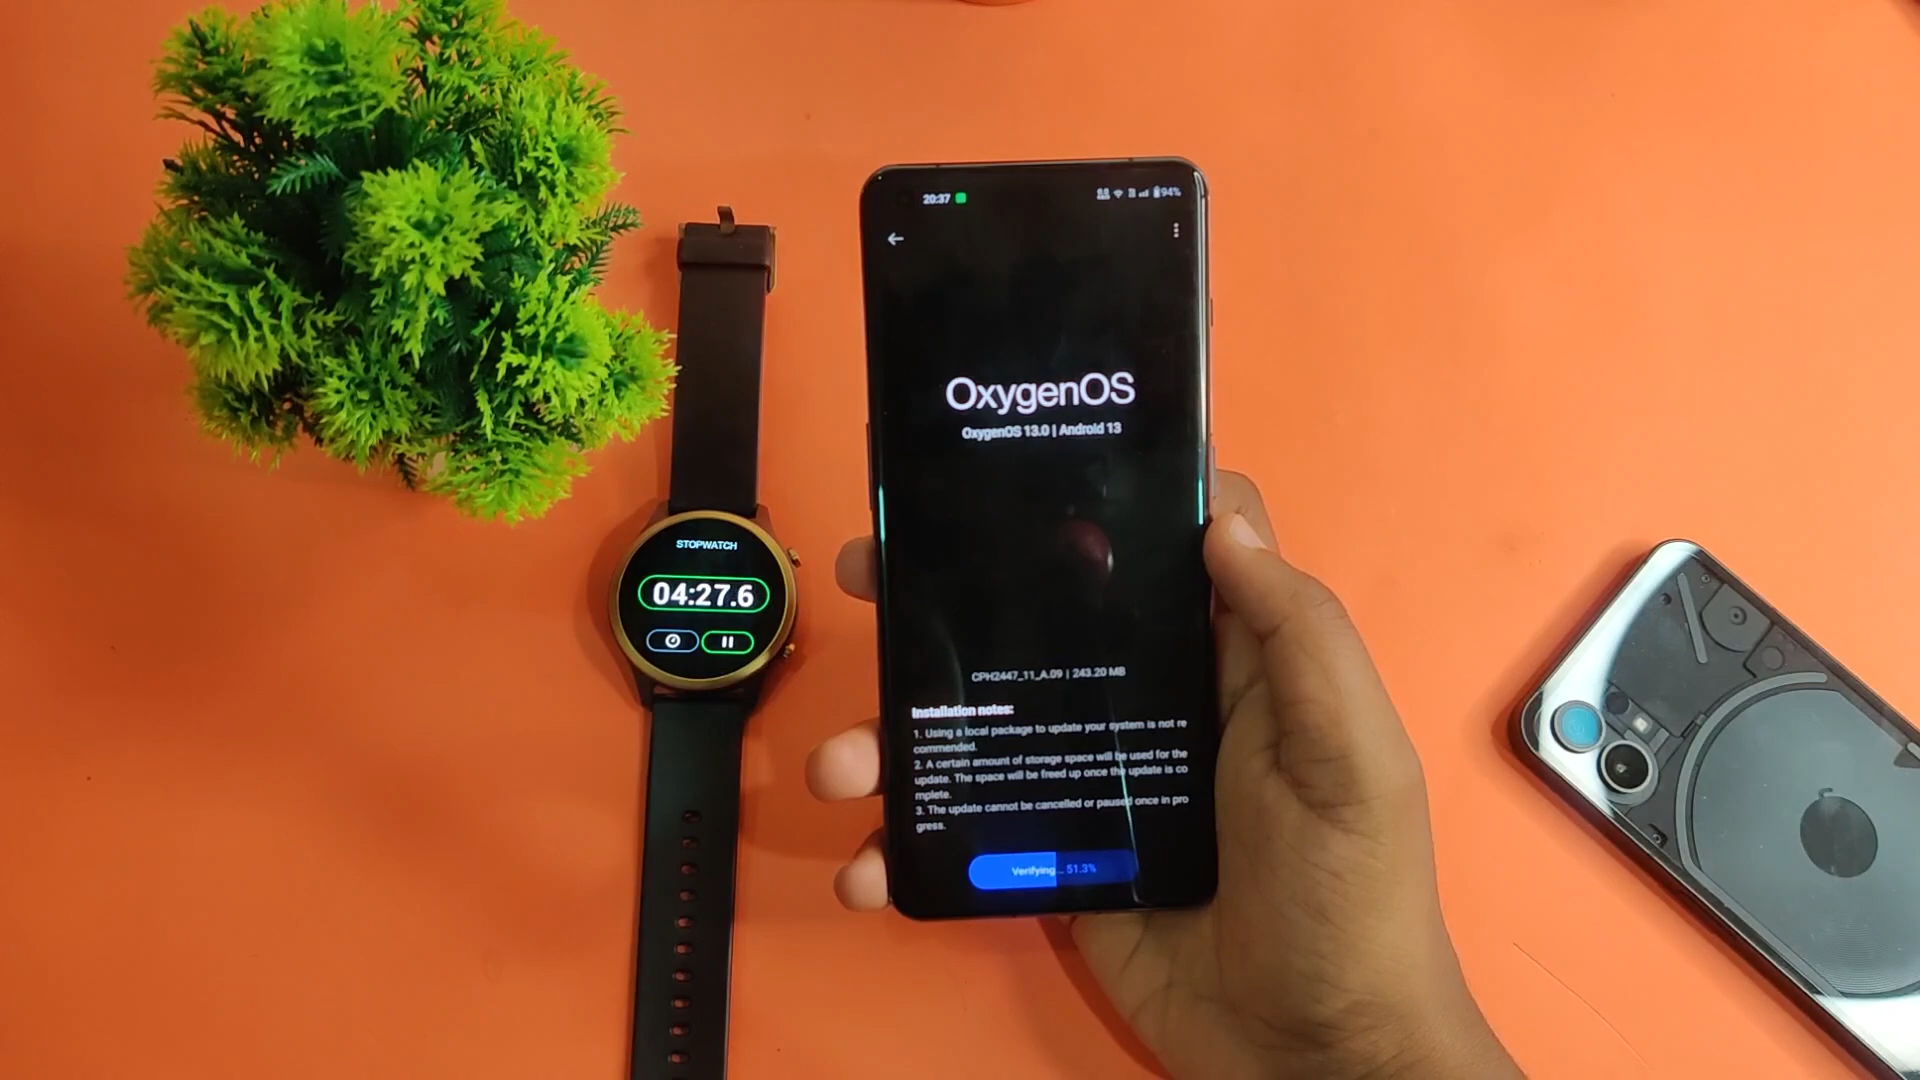 STOPWATCH
04:27.6
20:37
94%
OxygenOS
OxygenOS 13.0 | Android 13
CPH2447_11_A.09 | 243.20 MB
Installation notes:
1. Using a local package to update your system is not re
commended.
2. A certain amount of storage space will be used for the
update. The space will be freed up once the update is co
mplete.
3. The update cannot be cancelled or paused once in pro
gress.
Verifying... 51.3%